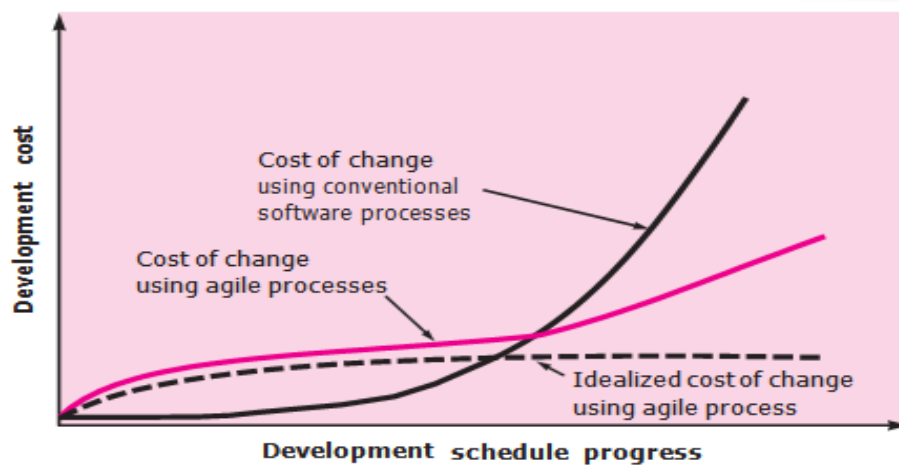 Development cost
Cost of change
using conventional
software processes
Cost of change
using agile processes
Idealized cost of change
using agile process
Development schedule progress